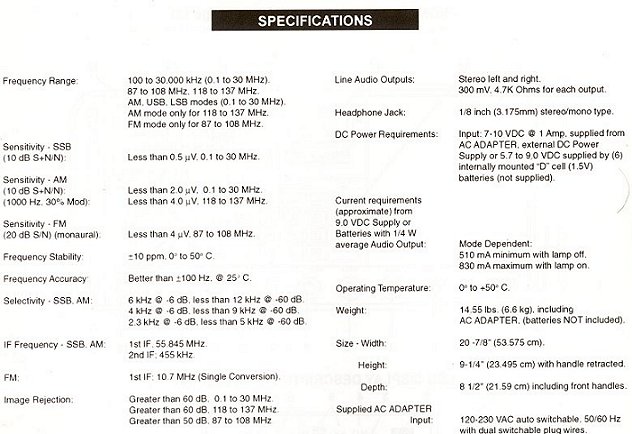 SPECIFICATIONS
Frequency Range: 100 to 30.000 kHz (0.1 to 30 MHz).
87 to 108 MHz. 118 to 137 MHz.
AM. USB. LSB modes (0.1 to 30 MHz).
AM mode only for 118 to 137 MHz.
FM mode only for 87 to 108 MHz.
Sensitivity - SSB
(10 dB S+N/N): Less than 0.5 µV. 0.1 to 30 MHz.
Sensitivity - AM
(10 dB S+N/N): Less than 2.0 µV. 0.1 to 30 MHz.
(1000 Hz. 30% Mod): Less than 4.0 µV. 118 to 137 MHz.
Sensitivity - FM
(20 dB S/N) (monaural): Less than 4 µV. 87 to 108 MHz.
Frequency Stability: ±10 ppm. 0° to 50° C.
Frequency Accuracy: Better than ±100 Hz. @ 25° C.
Selectivity - SSB. AM: 6 kHz @ -6 dB. less than 12 kHz @ -60 dB.
4 kHz @ -6 dB. less than 9 kHz @ -60 dB.
2.3 kHz @ -6 dB. less than 5 kHz @ -60 dB.
IF Frequency - SSB. AM: 1st IF: 55.845 MHz.
2nd IF: 455 kHz.
FM: 1st IF: 10.7 MHz (Single Conversion).
Image Rejection: Greater than 60 dB. 0.1 to 30 MHz.
Greater than 60 dB. 118 to 137 MHz.
Greater than 50 dB. 87 to 108 MHz
Line Audio Outputs: Stereo left and right.
300 mV. 4.7K Ohms for each output.
Headphone Jack: 1/8 inch (3.175mm) stereo/mono type.
DC Power Requirements: Input: 7-10 VDC @ 1 Amp. supplied from
AC ADAPTER. external DC Power
Supply or 5.7 to 9.0 VDC supplied by (6)
internally mounted "D" cell (1.5V)
batteries (not supplied).
Current requirements
(approximate) from
9.0 VDC Supply or
Batteries with 1/4 W
average Audio Output: Mode Dependent:
510 mA minimum with lamp off.
830 mA maximum with lamp on.
Operating Temperature: 0° to +50° C.
Weight: 14.55 lbs. (6.6 kg), including
AC ADAPTER. (batteries NOT included).
Size - Width: 20 -7/8" (53.575 cm).
Height: 9-1/4" (23.495 cm) with handle retracted.
Depth: 8 1/2" (21.59 cm) including front handles.
Supplied AC ADAPTER
Input: 120-230 VAC auto switchable. 50/60 Hz
with dual switchable plug wires.